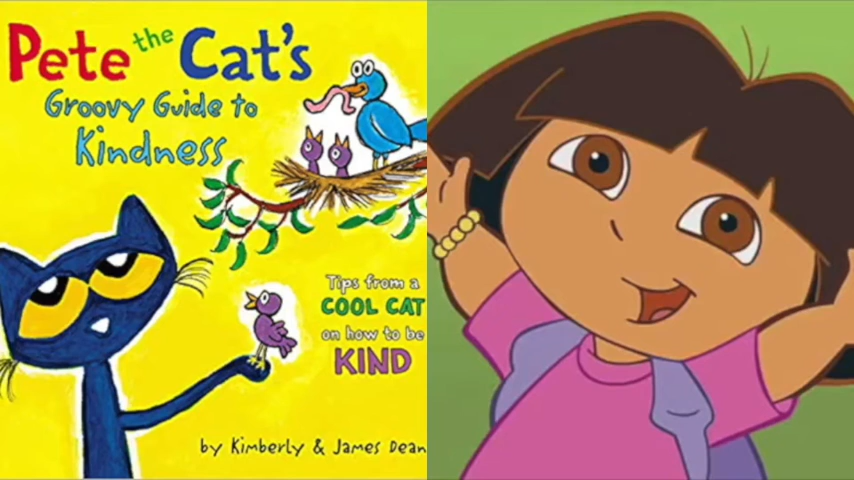 Pete the Cat's
Groovy Guide to
Kindness
Tips from a
COOL CAT
on how to be
KIND
by Kimberly & James Dean